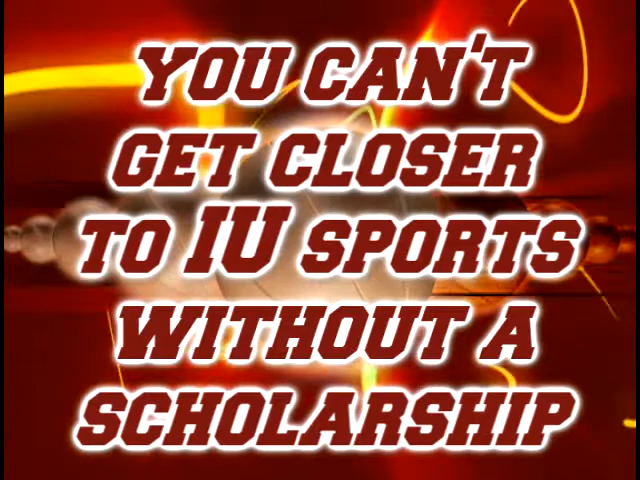 YOU CAN'T
GET CLOSER
TO IU SPORTS
WITHOUT A
SCHOLARSHIP